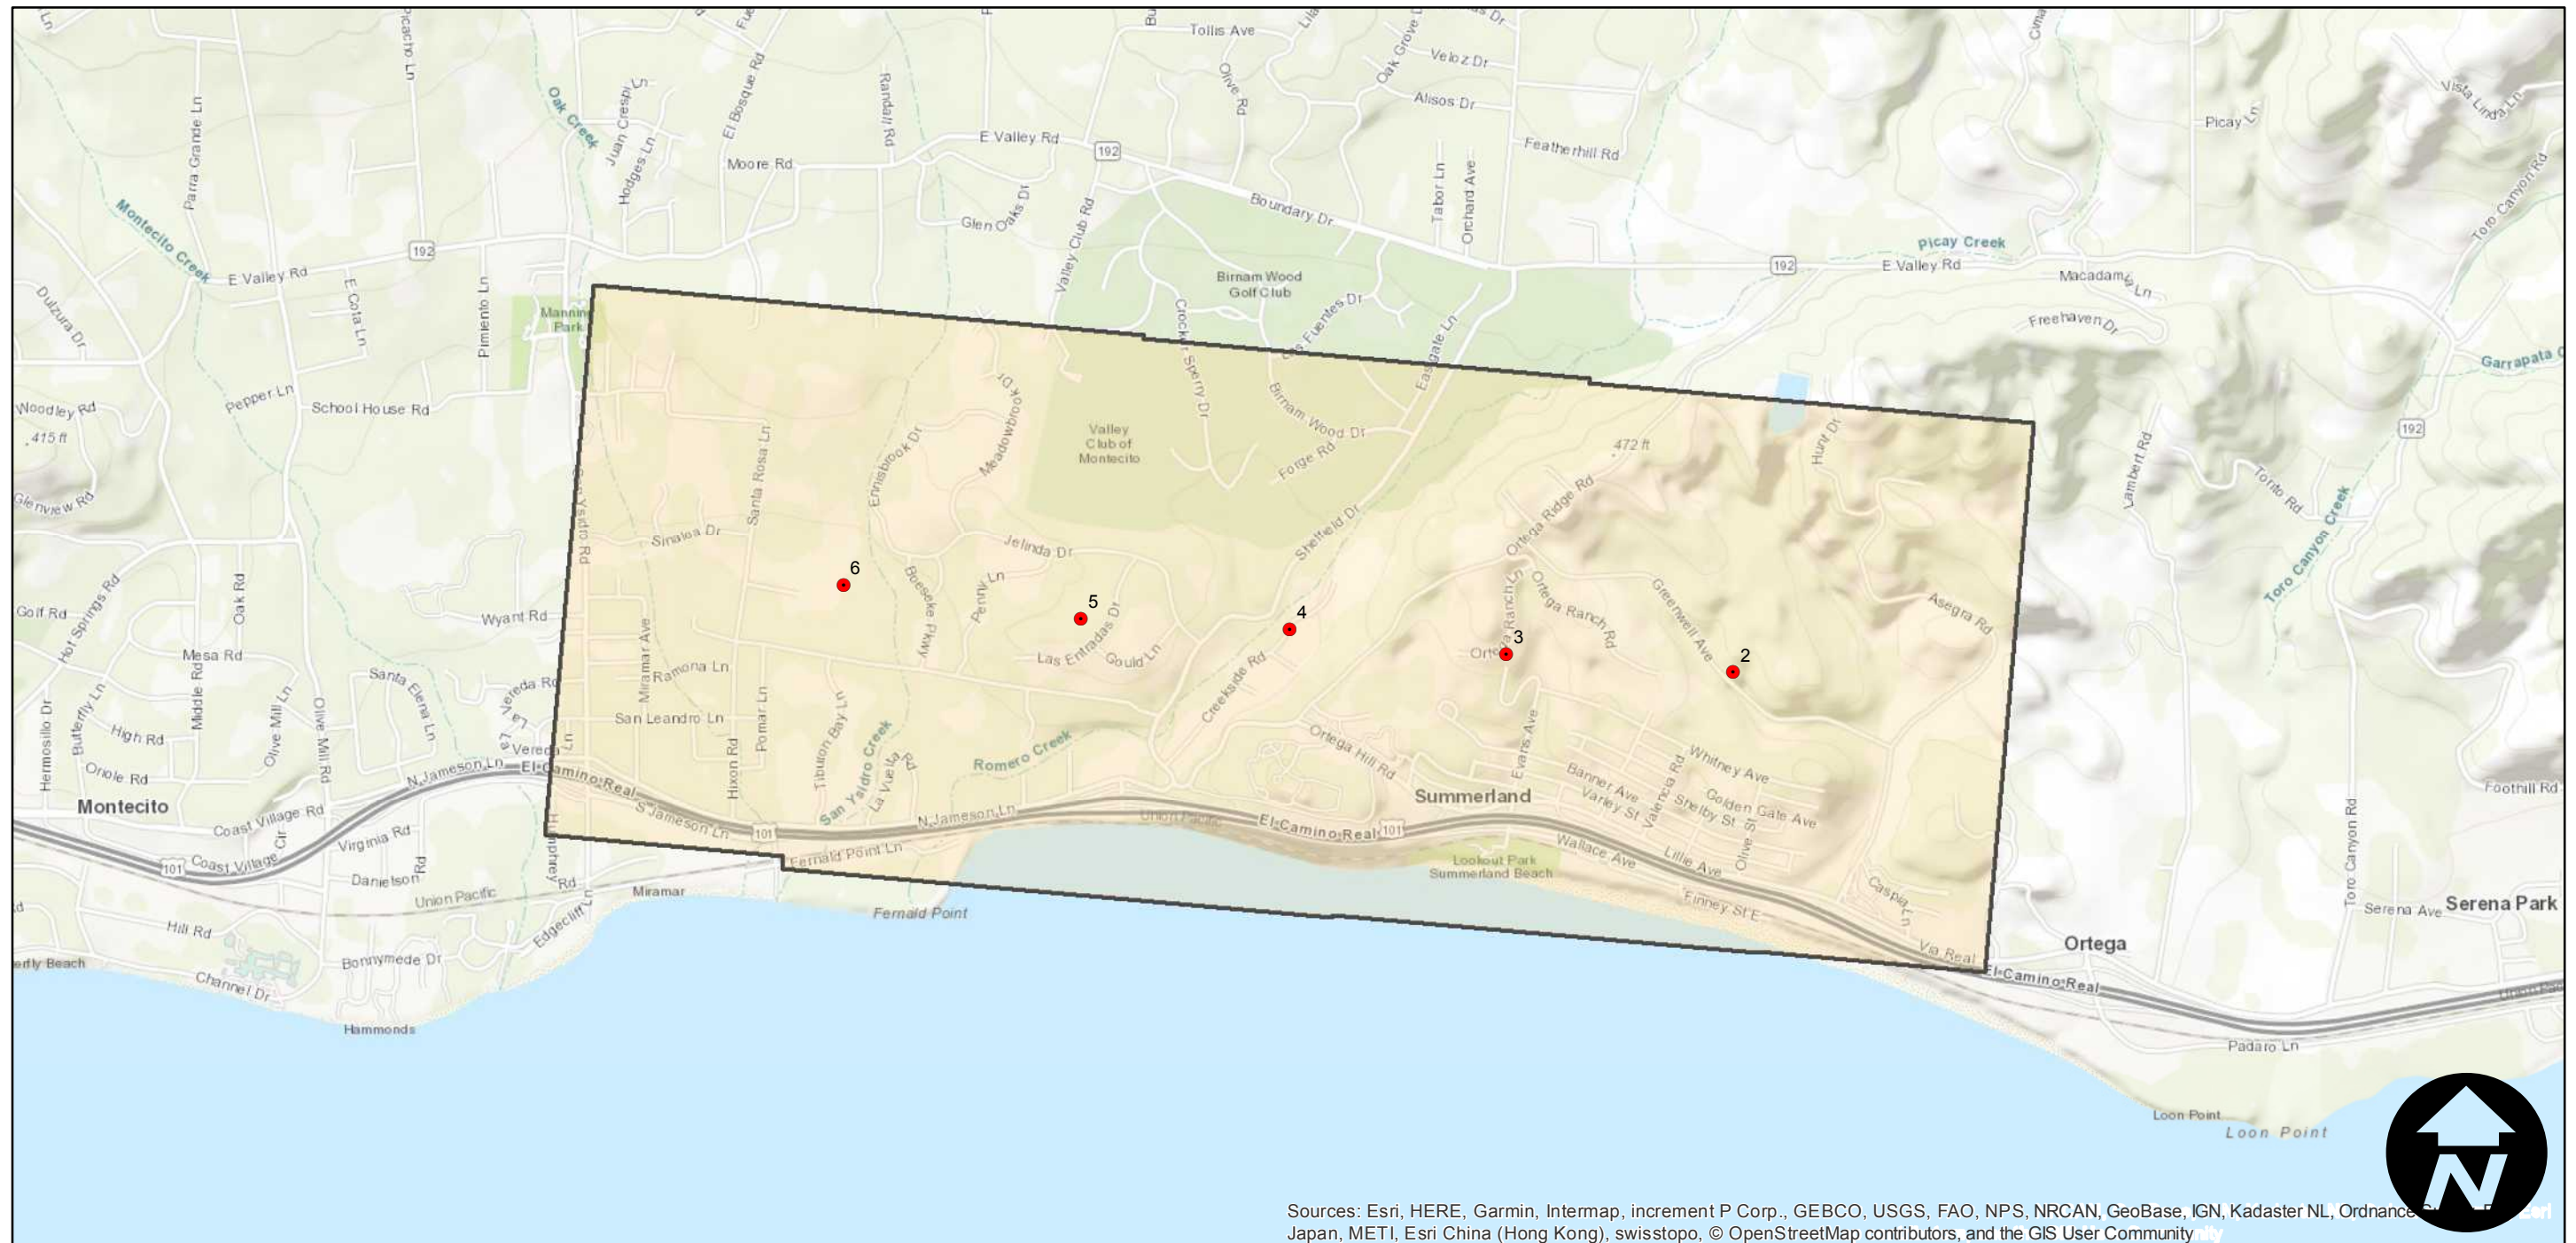 Tollis Ave
Olive Rd
Oak Grove
Veloz Dr
Alisos Dr
Featherhill Rd
Picay Ln
Vista Linda Ln
Toro Canyon Rd
Parra Grande Ln
Oak Creek
Juan Crespi Ln
Hodges Ln
El Bosque Rd
Randall Rd
Moore Rd
E Valley Rd
192
Glen Oaks Dr
Valley Club Rd
Boundary Dr
Tabor Ln
Orchard Ave
Montecito Creek
E Valley Rd
192
Picay Creek
192
E Valley Rd
Macadamia Ln
Freehaven Dr
Dulzura Dr
E Cota Ln
Pimiento Ln
Manning
Park
Birnam Wood
Golf Club
Las Fuentes Dr
Crocker Sperry Dr
Eastgate Ln
Woodley Rd
415 ft
Pepper Ln
School House Rd
Glenview Rd
Meadowbrook Dr
Ennisbrook Dr
Santa Rosa Ln
Valley
Club of
Montecito
Birnam Wood Dr
Forge Rd
472 ft
Hunt Dr
Lambert Rd
192
Torito Rd
Toro Canyon Creek
San Ysidro Rd
Sinaloa Dr
Jelinda Dr
Sheffield Dr
Ortega Ridge Rd
Golf Rd
Hot Springs Rd
Oak Rd
Wyant Rd
6
Boeseke Pkwy
Penny Ln
5
Las Entradas Dr
Gould Ln
4
Creekside Rd
Ortega Ranch Ln
Ortega Ranch Rd
3
Greenwell Ave
2
Asegra Rd
Mesa Rd
Middle Rd
Miramar Ave
Ramona Ln
Santa Elena Ln
La Vereda Rd
La Vereda Ln
Hermosillo Dr
Butterfly Ln
High Rd
Oriole Rd
Olive Mill Ln
Olive Mill Rd
San Leandro Ln
Pomar Ln
Hixon Rd
Tiburon Bay Ln
San Ysidro Creek
La Vuelta Rd
Romero Creek
Ortega Hill Rd
Evans Ave
Whitney Ave
Banner Ave
Varley St
Valencia Rd
Shelby St
Golden Gate Ave
Olive St
Foothill Rd
Montecito
N Jameson Ln
El Camino Real
S Jameson Ln
101
N Jameson Ln
Union Pacific
El Camino Real
101
Summerland
Coast Village Rd
Coast Village Cir
101
Virginia Rd
Danielson Rd
Humphrey Rd
Fernald Point Ln
Lookout Park
Summerland Beach
Wallace Ave
Lillie Ave
Finney St E
Caspia Ln
Via Real
Toro Canyon Rd
Serena Ave
Serena Park
Union Pacific
Miramar
Fernald Point
Hill Rd
Edgecliff Ln
Bonnymede Dr
Channel Dr
Hammonds
Ortega
El Camino Real
Padaro Ln
Loon Point
Loon Point
N
Sources: Esri, HERE, Garmin, Intermap, increment P Corp., GEBCO, USGS, FAO, NPS, NRCAN, GeoBase, IGN, Kadaster NL, Ordnance
Japan, METI, Esri China (Hong Kong), swisstopo, © OpenStreetMap contributors, and the GIS User Community